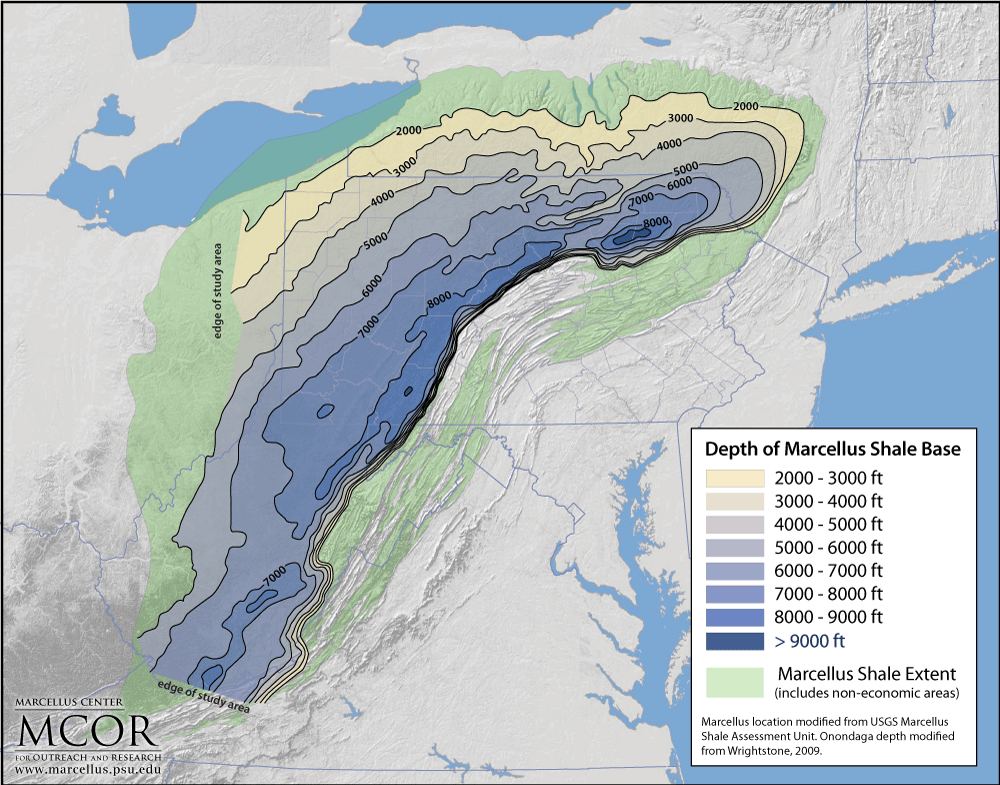 2000
3000
4000
5000
6000
7000
8000
2000
3000
4000
5000
6000
7000
8000
7000
edge of study area
edge of study area
Depth of Marcellus Shale Base
2000 - 3000 ft
3000 - 4000 ft
4000 - 5000 ft
5000 - 6000 ft
6000 - 7000 ft
7000 - 8000 ft
8000 - 9000 ft
> 9000 ft
Marcellus Shale Extent
(includes non-economic areas)
Marcellus location modified from USGS Marcellus
Shale Assessment Unit. Onondaga depth modified
from Wrightstone, 2009.
MARCELLUS CENTER
MCOR
FOR OUTREACH AND RESEARCH
www.marcellus.psu.edu